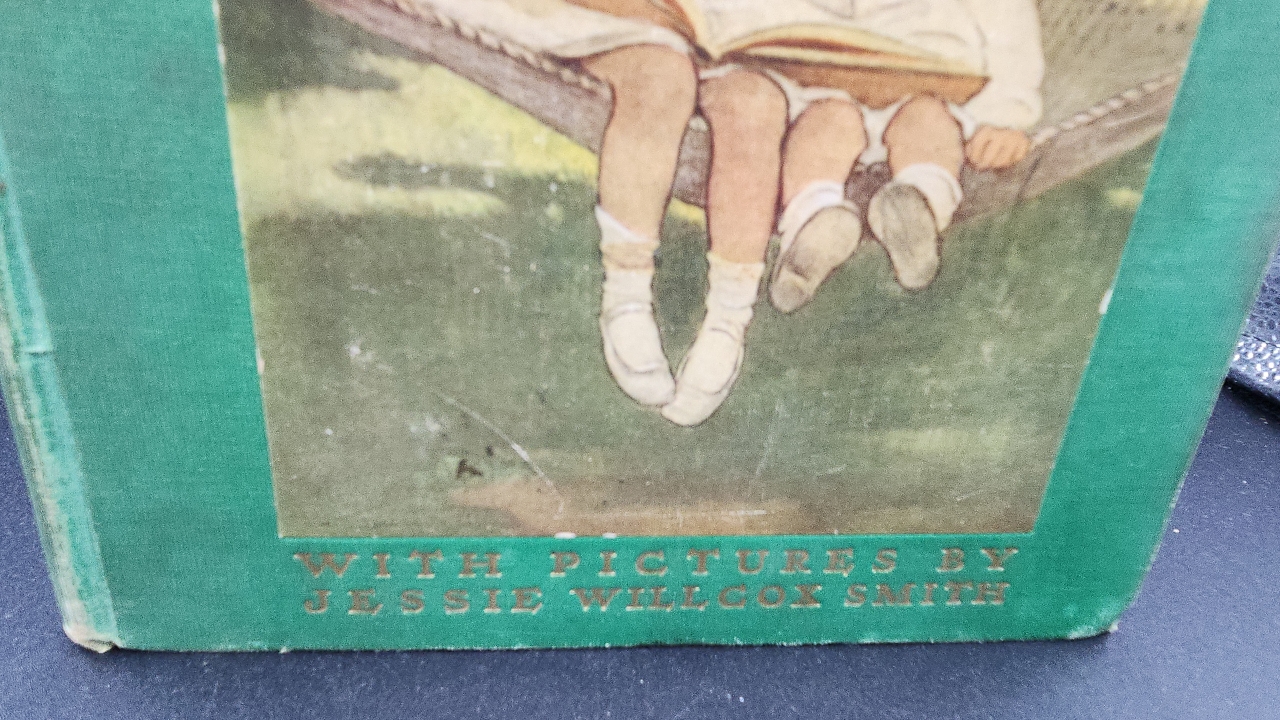 WITH PICTURES BY
JESSIE WILLCOX SMITH